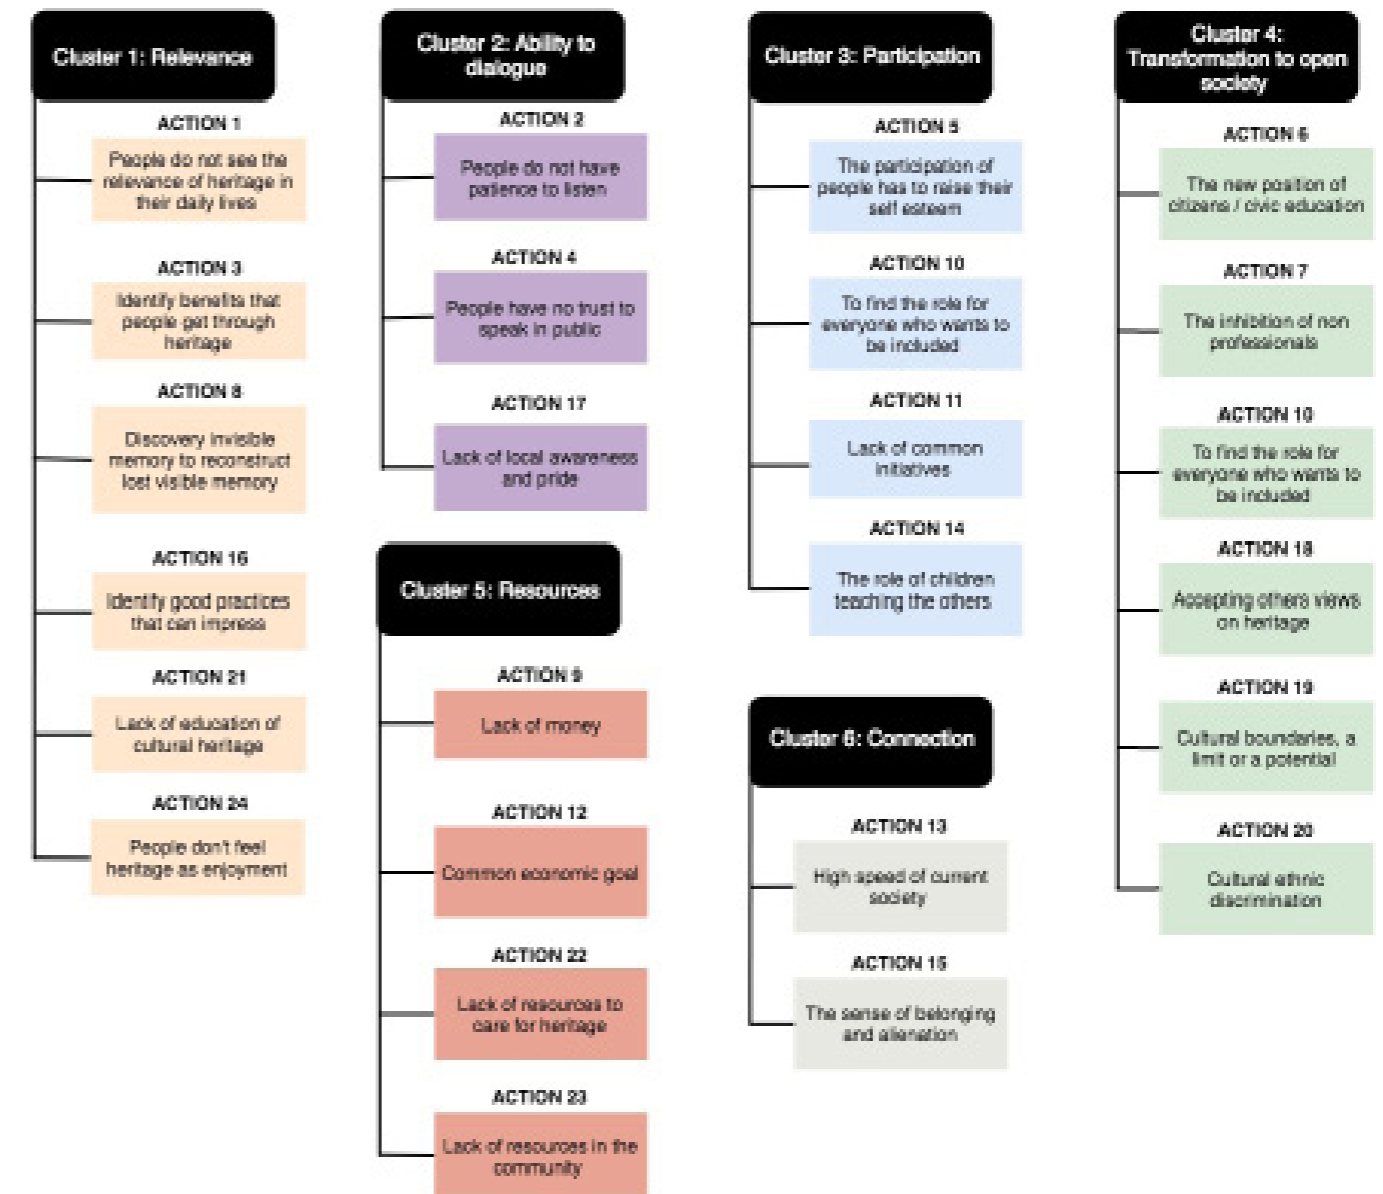 Cluster 1: Relevance
ACTION 1
People do not see the
relevance of heritage in
their daily lives
ACTION 3
Identify benefits that
people get through
heritage
ACTION 8
Discovery invisible
memory to reconstruct
lost visible memory
ACTION 16
Identify good practices
that can impress
ACTION 21
Lack of education of
cultural heritage
ACTION 24
People don't feel
heritage as enjoyment
Cluster 2: Ability to
dialogue
ACTION 2
People do not have
patience to listen
ACTION 4
People have no trust to
speak in public
ACTION 17
Lack of local awareness
and pride
Cluster 5: Resources
ACTION 9
Lack of money
ACTION 12
Common economic goal
ACTION 22
Lack of resources to
care for heritage
ACTION 23
Lack of resources in the
community
Cluster 3: Participation
ACTION 5
The participation of
people has to raise their
self esteem
ACTION 10
To find the role for
everyone who wants to
be included
ACTION 11
Lack of common
initiatives
ACTION 14
The role of children
teaching the others
Cluster 6: Connection
ACTION 13
High speed of current
society
ACTION 15
The sense of belonging
and alienation
Cluster 4:
Transformation to open
society
ACTION 6
The new position of
citizens / civic education
ACTION 7
The inhibition of non
professionals
ACTION 10
To find the role for
everyone who wants to
be included
ACTION 18
Accepting others views
on heritage
ACTION 19
Cultural boundaries, a
limit or a potential
ACTION 20
Cultural ethnic
discrimination